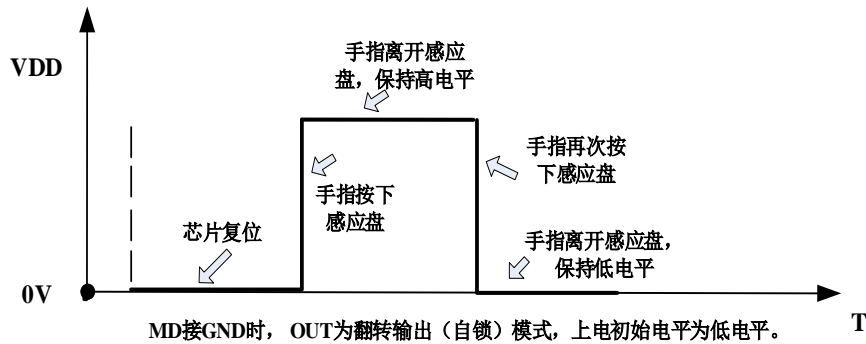 VDD
手指离开感应
盘，保持高电平
手指再次按
下感应盘
手指按下
感应盘
芯片复位
手指离开感应盘，
保持低电平
0V
T
MD接GND时， OUT为翻转输出（自锁）模式，上电初始电平为低电平。